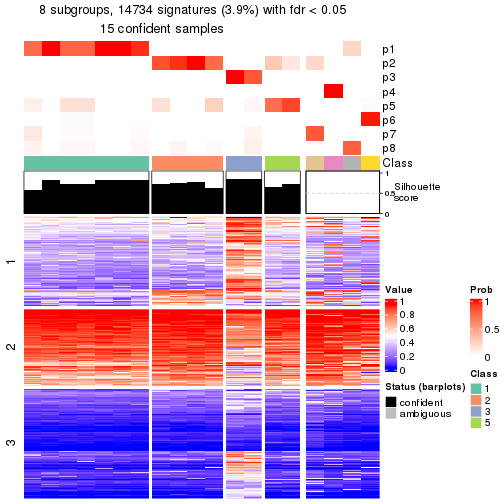 8 subgroups, 14734 signatures (3.9%) with fdr < 0.05
15 confident samples
p1
p2
p3
p4
p5
p6
p7
p8
Class
1
0.5
0
Silhouette
score
1
2
3
Value
1
0.8
0.6
0.4
0.2
0
Prob
1
0.5
0
Status (barplots)
confident
ambiguous
Class
1
2
3
5